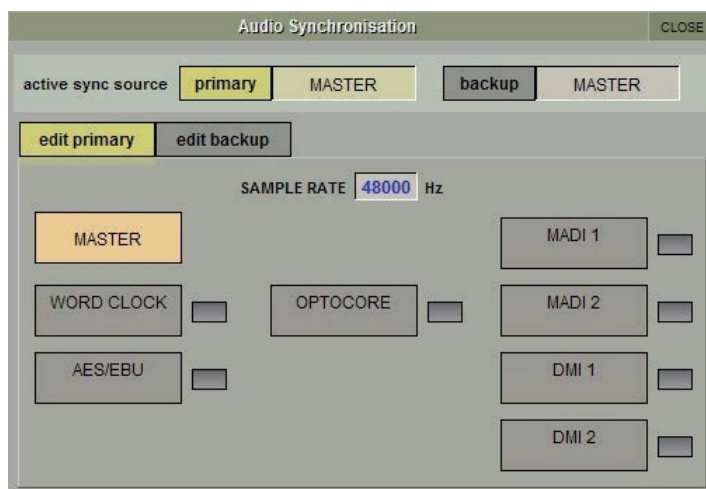 Audio Synchronisation CLOSE
active sync source primary MASTER backup MASTER
edit primary edit backup
SAMPLE RATE 48000 Hz
MASTER MADI 1
WORD CLOCK OPTOCORE MADI 2
AES/EBU DMI 1
DMI 2